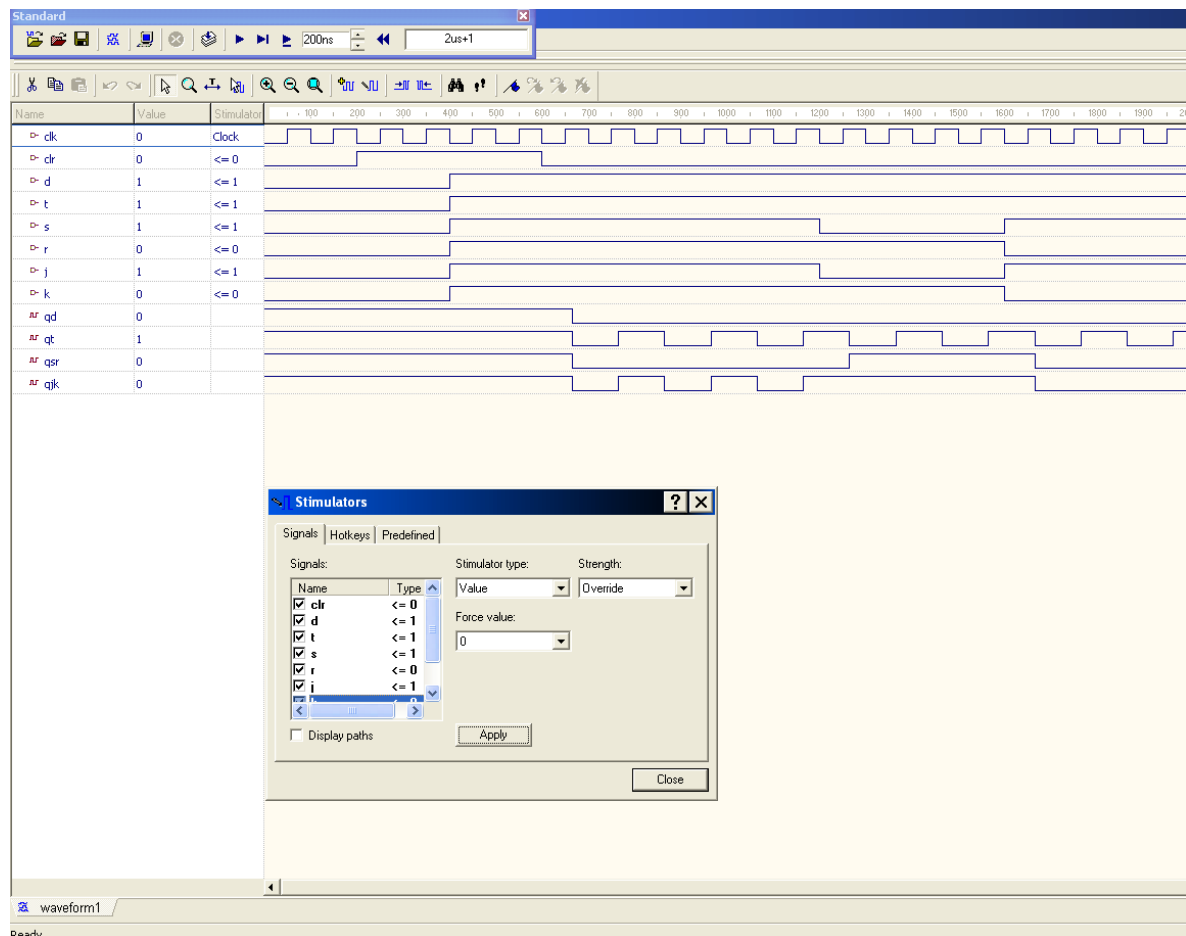 Standard
200ns 2us+1
Name Value Stimulator 100 200 300 400 500 600 700 800 900 1000 1100 1200 1300 1400 1500 1600 1700 1800 1900
clk 0 Clock
clr 0 <= 0
d 1 <= 1
t 1 <= 1
s 1 <= 1
r 0 <= 0
j 1 <= 1
k 0 <= 0
qd 0
qt 1
qsr 0
qjk 0
Stimulators
Signals Hotkeys Predefined
Signals: Stimulator type: Strength:
Name Type Value Override
clr <= 0
d <= 1 Force value:
t <= 1 0
s <= 1
r <= 0
j <= 1
Display paths Apply
Close
waveform1
Ready